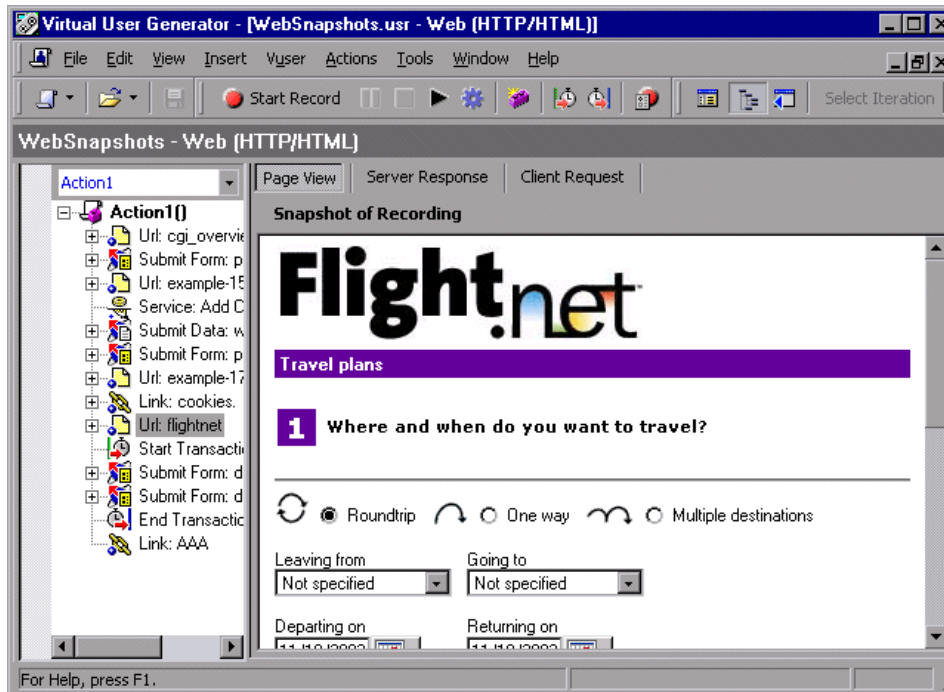 Virtual User Generator - [WebSnapshots.usr - Web (HTTP/HTML)]
File Edit View Insert Vuser Actions Tools Window Help
Start Record Select Iteration
WebSnapshots - Web (HTTP/HTML)
Action1
Page View Server Response Client Request
Action1()
Snapshot of Recording
Url: cgi_overvie
Submit Form: p
Url: example-15
Service: Add C
Submit Data: w
Submit Form: p
Url: example-17
Link: cookies.
Url: flightnet
Start Transacti
Submit Form: d
Submit Form: d
End Transactic
Link: AAA
Flight.net
Travel plans
1 Where and when do you want to travel?
Roundtrip One way Multiple destinations
Leaving from Going to
Not specified Not specified
Departing on Returning on
For Help, press F1.